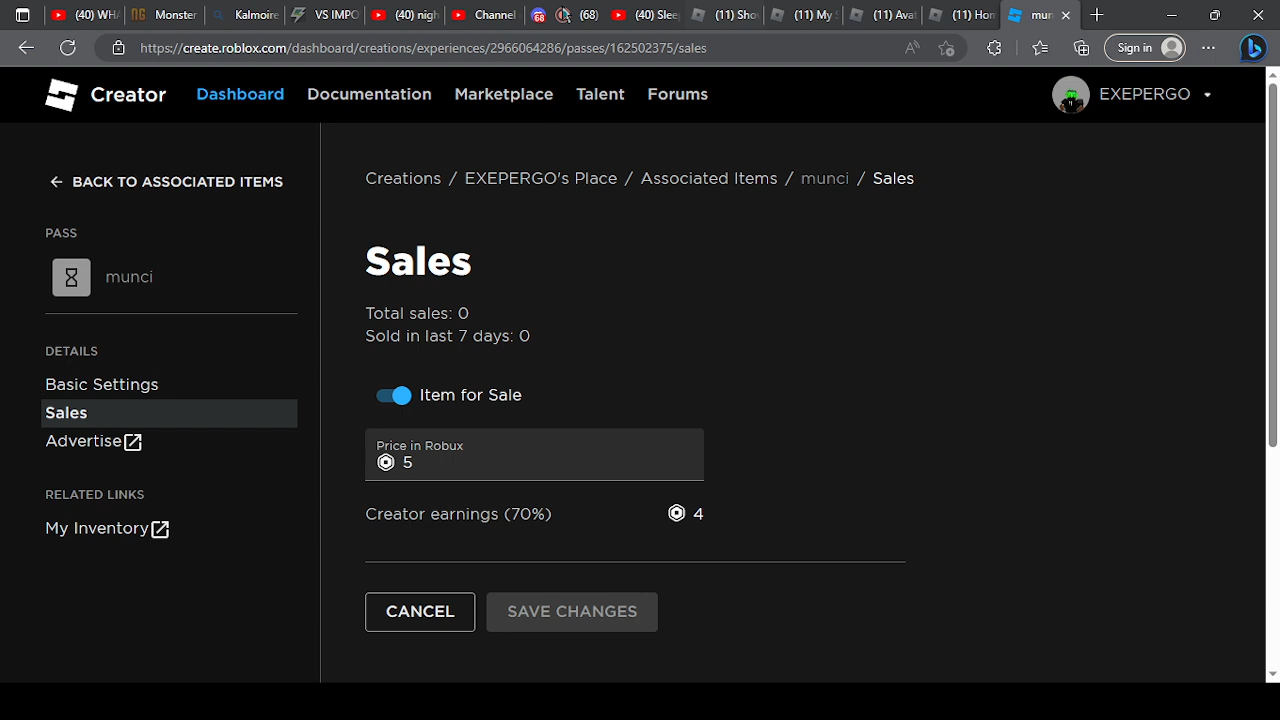 (40) WHA
Monster
Kalmoire
VS IMPO
(40) nigh
Channel
(68)
(40) Slee
(11) Sho
(11) My S
(11) Avat
(11) Hom
mun
https://create.roblox.com/dashboard/creations/experiences/2966064286/passes/162502375/sales
Sign in
Creator
Dashboard
Documentation
Marketplace
Talent
Forums
EXEPERGO
BACK TO ASSOCIATED ITEMS
PASS
munci
DETAILS
Basic Settings
Sales
Advertise
RELATED LINKS
My Inventory
Creations / EXEPERGO's Place / Associated Items / munci / Sales
Sales
Total sales: 0
Sold in last 7 days: 0
Item for Sale
Price in Robux
5
Creator earnings (70%) 4
CANCEL
SAVE CHANGES